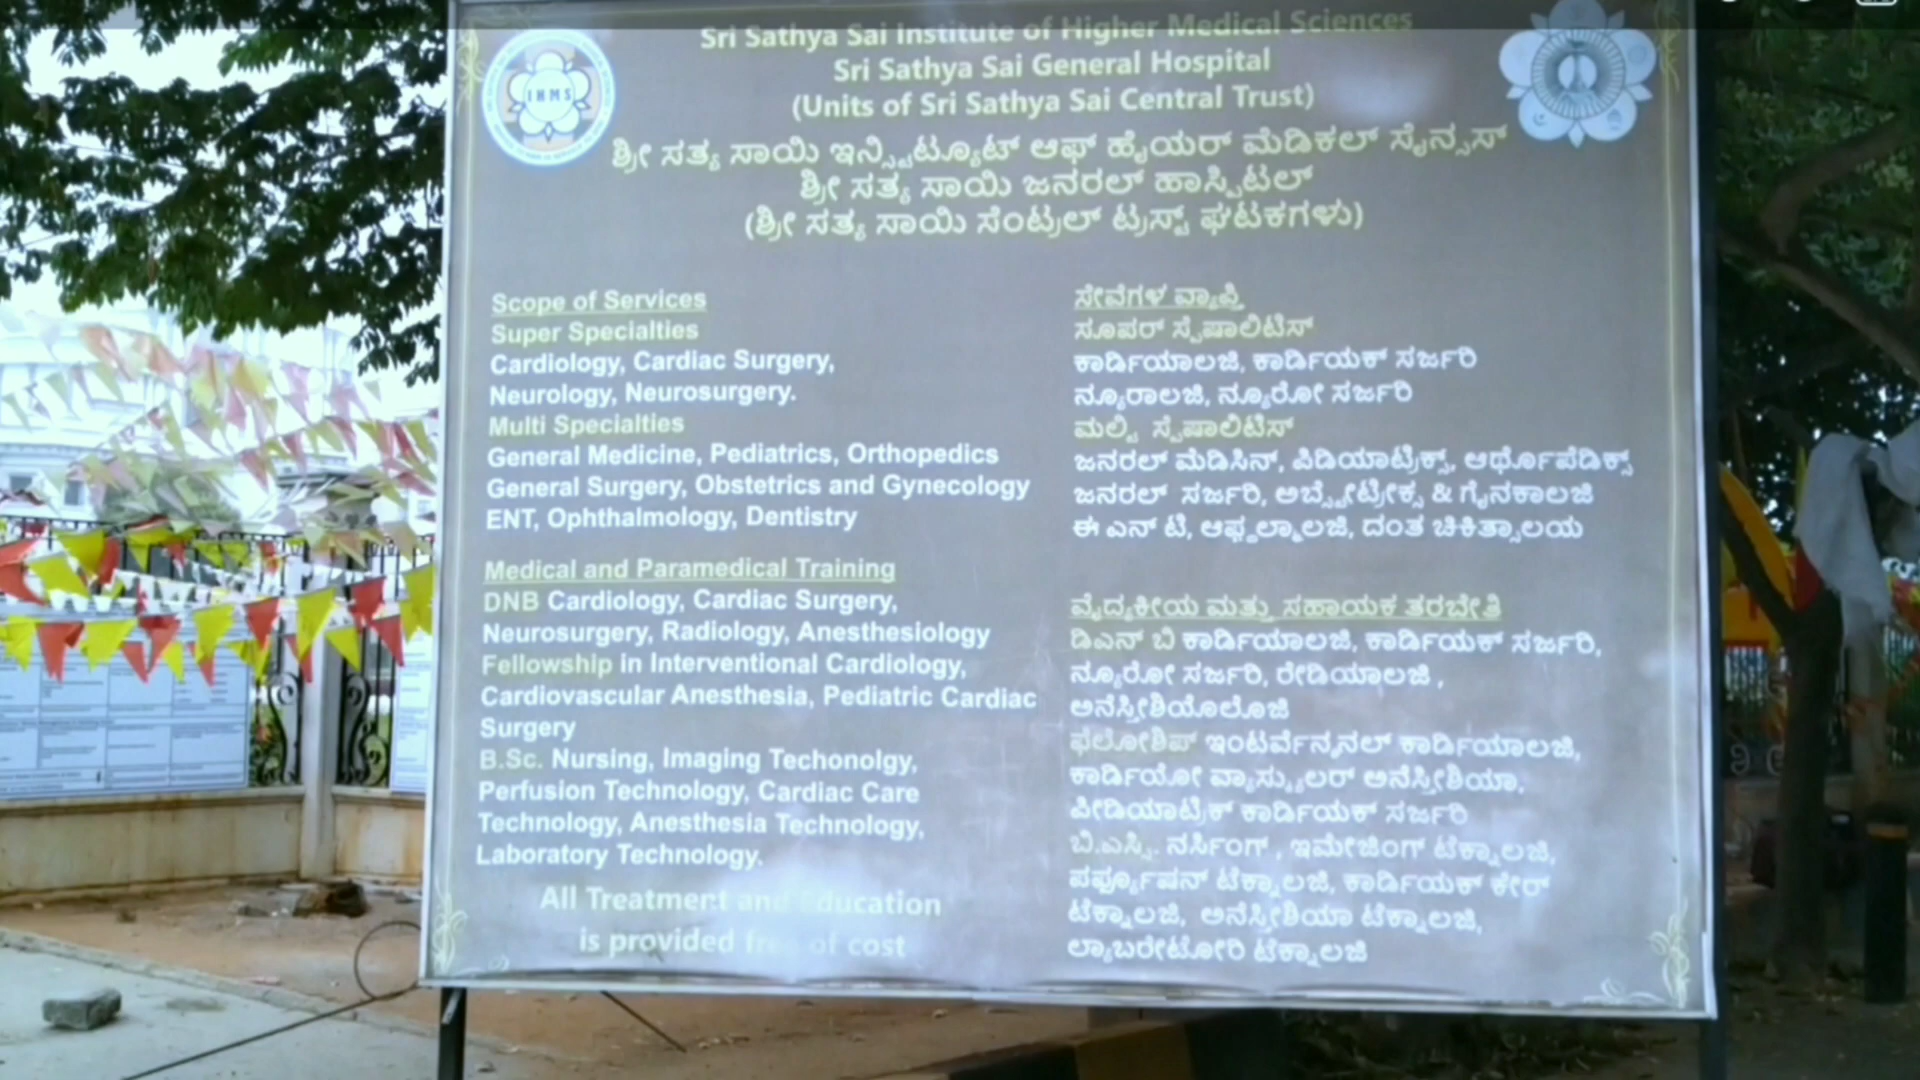 Sri Sathya Sai Institute of Higher Medical Sciences
Sri Sathya Sai General Hospital
(Units of Sri Sathya Sai Central Trust)
ಶ್ರೀ ಸತ್ಯ ಸಾಯಿ ಇನ್ಸ್ಟಿಟ್ಯೂಟ್ ಆಫ್ ಹೈಯರ್ ಮೆಡಿಕಲ್ ಸೈನ್ಸಸ್
ಶ್ರೀ ಸತ್ಯ ಸಾಯಿ ಜನರಲ್ ಹಾಸ್ಪಿಟಲ್
(ಶ್ರೀ ಸತ್ಯ ಸಾಯಿ ಸೆಂಟ್ರಲ್ ಟ್ರಸ್ಟ್ ಘಟಕಗಳು)
IHMS
Scope of Services
Super Specialties
Cardiology, Cardiac Surgery,
Neurology, Neurosurgery.
Multi Specialties
General Medicine, Pediatrics, Orthopedics
General Surgery, Obstetrics and Gynecology
ENT, Ophthalmology, Dentistry
Medical and Paramedical Training
DNB Cardiology, Cardiac Surgery,
Neurosurgery, Radiology, Anesthesiology
Fellowship in Interventional Cardiology,
Cardiovascular Anesthesia, Pediatric Cardiac
Surgery
B.Sc. Nursing, Imaging Techonolgy,
Perfusion Technology, Cardiac Care
Technology, Anesthesia Technology,
Laboratory Technology.
All Treatment and Education
is provided free of cost
ಸೇವೆಗಳ ವ್ಯಾಪ್ತಿ
ಸೂಪರ್ ಸ್ಪೆಷಾಲಿಟಿಸ್
ಕಾರ್ಡಿಯಾಲಜಿ, ಕಾರ್ಡಿಯಕ್ ಸರ್ಜರಿ
ನ್ಯೂರಾಲಜಿ, ನ್ಯೂರೋ ಸರ್ಜರಿ
ಮಲ್ಟಿ ಸ್ಪೆಷಾಲಿಟಿಸ್
ಜನರಲ್ ಮೆಡಿಸಿನ್, ಪಿಡಿಯಾಟ್ರಿಕ್ಸ್, ಆರ್ಥೊಪೆಡಿಕ್ಸ್
ಜನರಲ್ ಸರ್ಜರಿ, ಅಬ್ಸ್ಟೇಟ್ರೀಕ್ಸ & ಗೈನಕಾಲಜಿ
ಈ ಎನ್ ಟಿ, ಆಫ್ತಲ್ಮಾಲಜಿ, ದಂತ ಚಿಕಿತ್ಸಾಲಯ
ವೈದ್ಯಕೀಯ ಮತ್ತು ಸಹಾಯಕ ತರಬೇತಿ
ಡಿಎನ್ ಬಿ ಕಾರ್ಡಿಯಾಲಜಿ, ಕಾರ್ಡಿಯಕ್ ಸರ್ಜರಿ,
ನ್ಯೂರೋ ಸರ್ಜರಿ, ರೇಡಿಯಾಲಜಿ ,
ಅನೆಸ್ತೀಶಿಯೊಲೊಜಿ
ಫೆಲೋಶಿಪ್ ಇಂಟರ್ವೆನ್ಶನಲ್ ಕಾರ್ಡಿಯಾಲಜಿ,
ಕಾರ್ಡಿಯೋ ವ್ಯಾಸ್ಕ್ಯುಲರ್ ಅನೆಸ್ತೀಶಿಯಾ,
ಪೀಡಿಯಾಟ್ರಿಕ್ ಕಾರ್ಡಿಯಕ್ ಸರ್ಜರಿ
ಬಿ.ಎಸ್ಸಿ. ನರ್ಸಿಂಗ್ , ಇಮೇಜಿಂಗ್ ಟೆಕ್ನಾಲಜಿ,
ಪರ್ಫ್ಯೂಷನ್ ಟೆಕ್ನಾಲಜಿ, ಕಾರ್ಡಿಯಕ್ ಕೇರ್
ಟೆಕ್ನಾಲಜಿ, ಅನೆಸ್ತೀಶಿಯಾ ಟೆಕ್ನಾಲಜಿ,
ಲ್ಯಾಬರೇಟೋರಿ ಟೆಕ್ನಾಲಜಿ